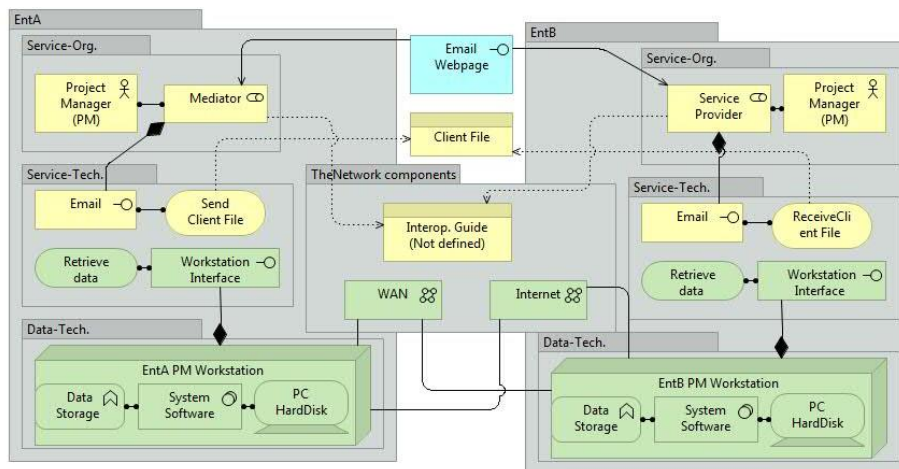 EntA
Service-Org.
Project
Manager
(PM)
Mediator
Email
Webpage
EntB
Service-Org.
Service
Provider
Project
Manager
(PM)
Client File
Service-Tech.
Email
Send
Client File
Retrieve
data
Workstation
Interface
TheNetwork components
Interop. Guide
(Not defined)
WAN
Internet
Service-Tech.
Email
ReceiveCli
ent File
Retrieve
data
Workstation
Interface
Data-Tech.
EntA PM Workstation
Data
Storage
System
Software
PC
HardDisk
Data-Tech.
EntB PM Workstation
Data
Storage
System
Software
PC
HardDisk